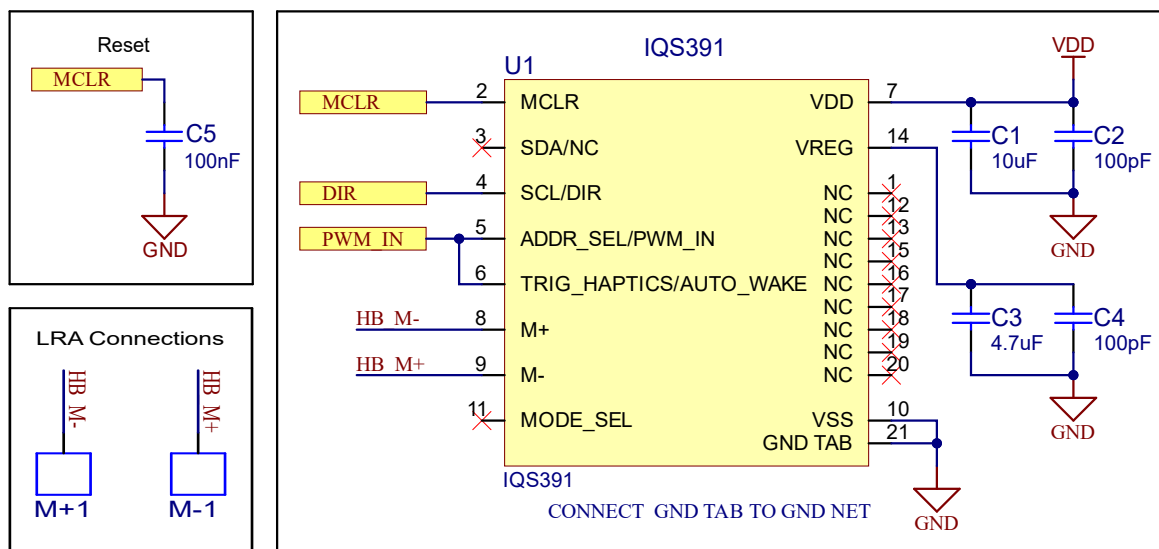 Reset
MCLR
C5
100nF
GND
LRA Connections
HB M-
HB M+
M+1
M-1
IQS391
U1
MCLR
2
MCLR
3
SDA/NC
DIR
4
SCL/DIR
PWM_IN
5
ADDR_SEL/PWM_IN
6
TRIG_HAPTICS/AUTO_WAKE
HB M-
8
M+
HB M+
9
M-
11
MODE_SEL
VDD
7
VREG
14
NC
1
NC
12
NC
13
NC
15
NC
16
NC
17
NC
18
NC
19
NC
20
VSS
10
GND TAB
21
IQS391
CONNECT GND TAB TO GND NET
GND
VDD
C1
10uF
C2
100pF
GND
C3
4.7uF
C4
100pF
GND